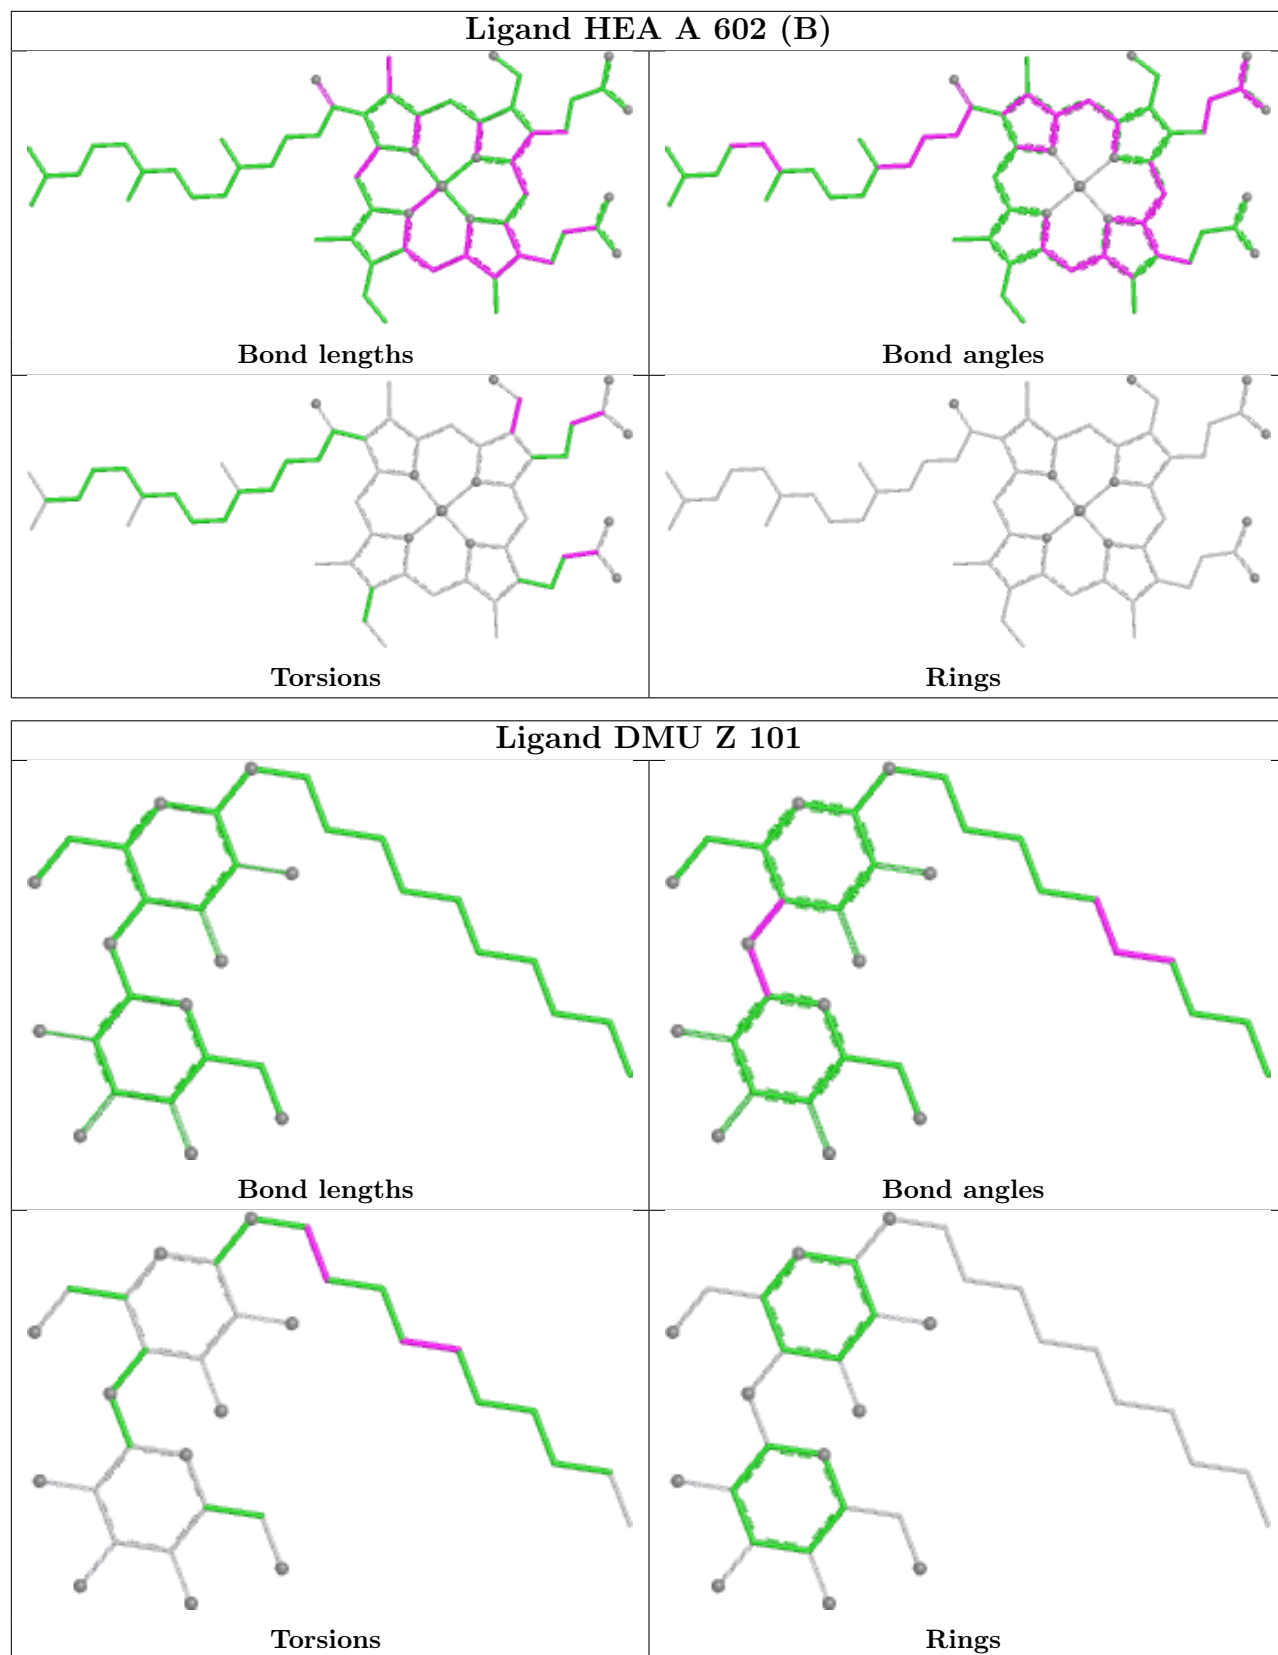 Ligand HEA A 602 (B)
Bond lengths
Bond angles
Torsions
Rings
Ligand DMU Z 101
Bond lengths
Bond angles
Torsions
Rings